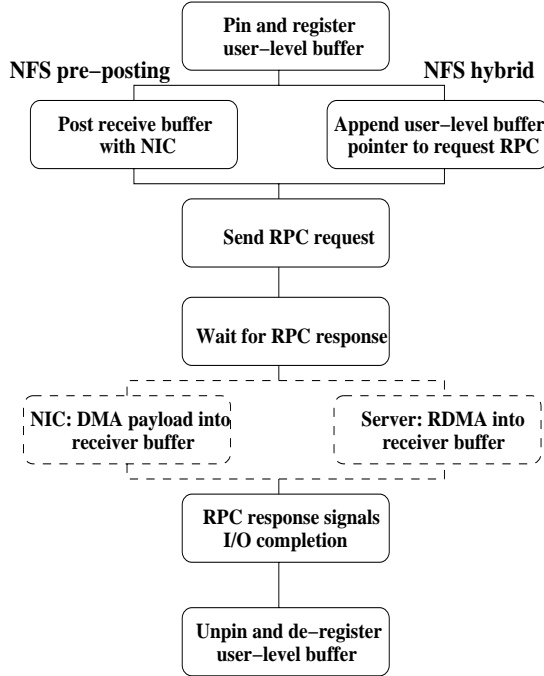 Pin and register
user-level buffer
NFS pre-posting
NFS hybrid
Post receive buffer
with NIC
Append user-level buffer
pointer to request RPC
Send RPC request
Wait for RPC response
NIC: DMA payload into
receiver buffer
Server: RDMA into
receiver buffer
RPC response signals
I/O completion
Unpin and de-register
user-level buffer